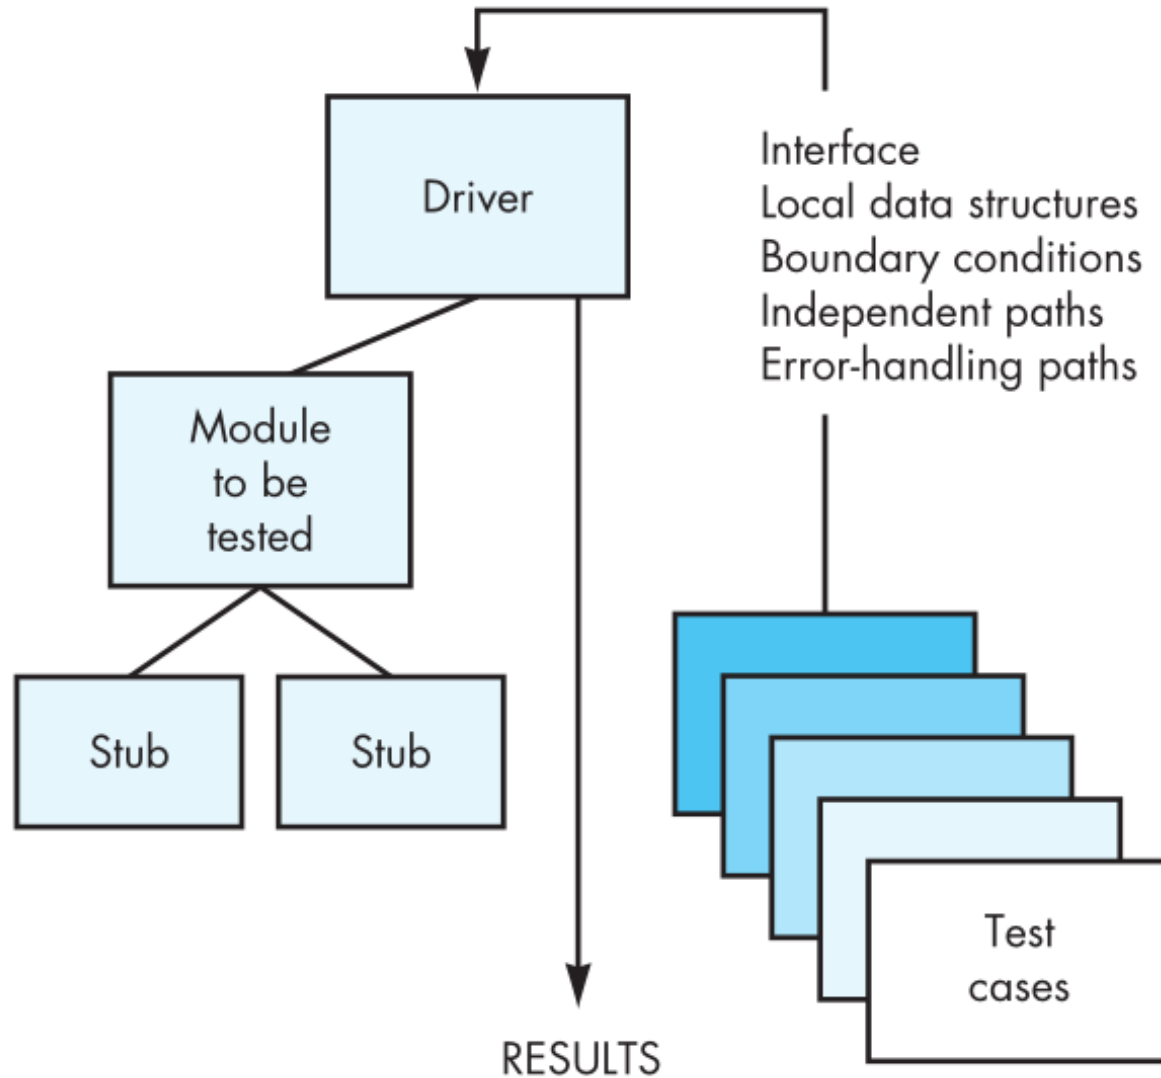 Driver
Interface
Local data structures
Boundary conditions
Independent paths
Error-handling paths
Module
to be
tested
Stub
Stub
Test
cases
RESULTS